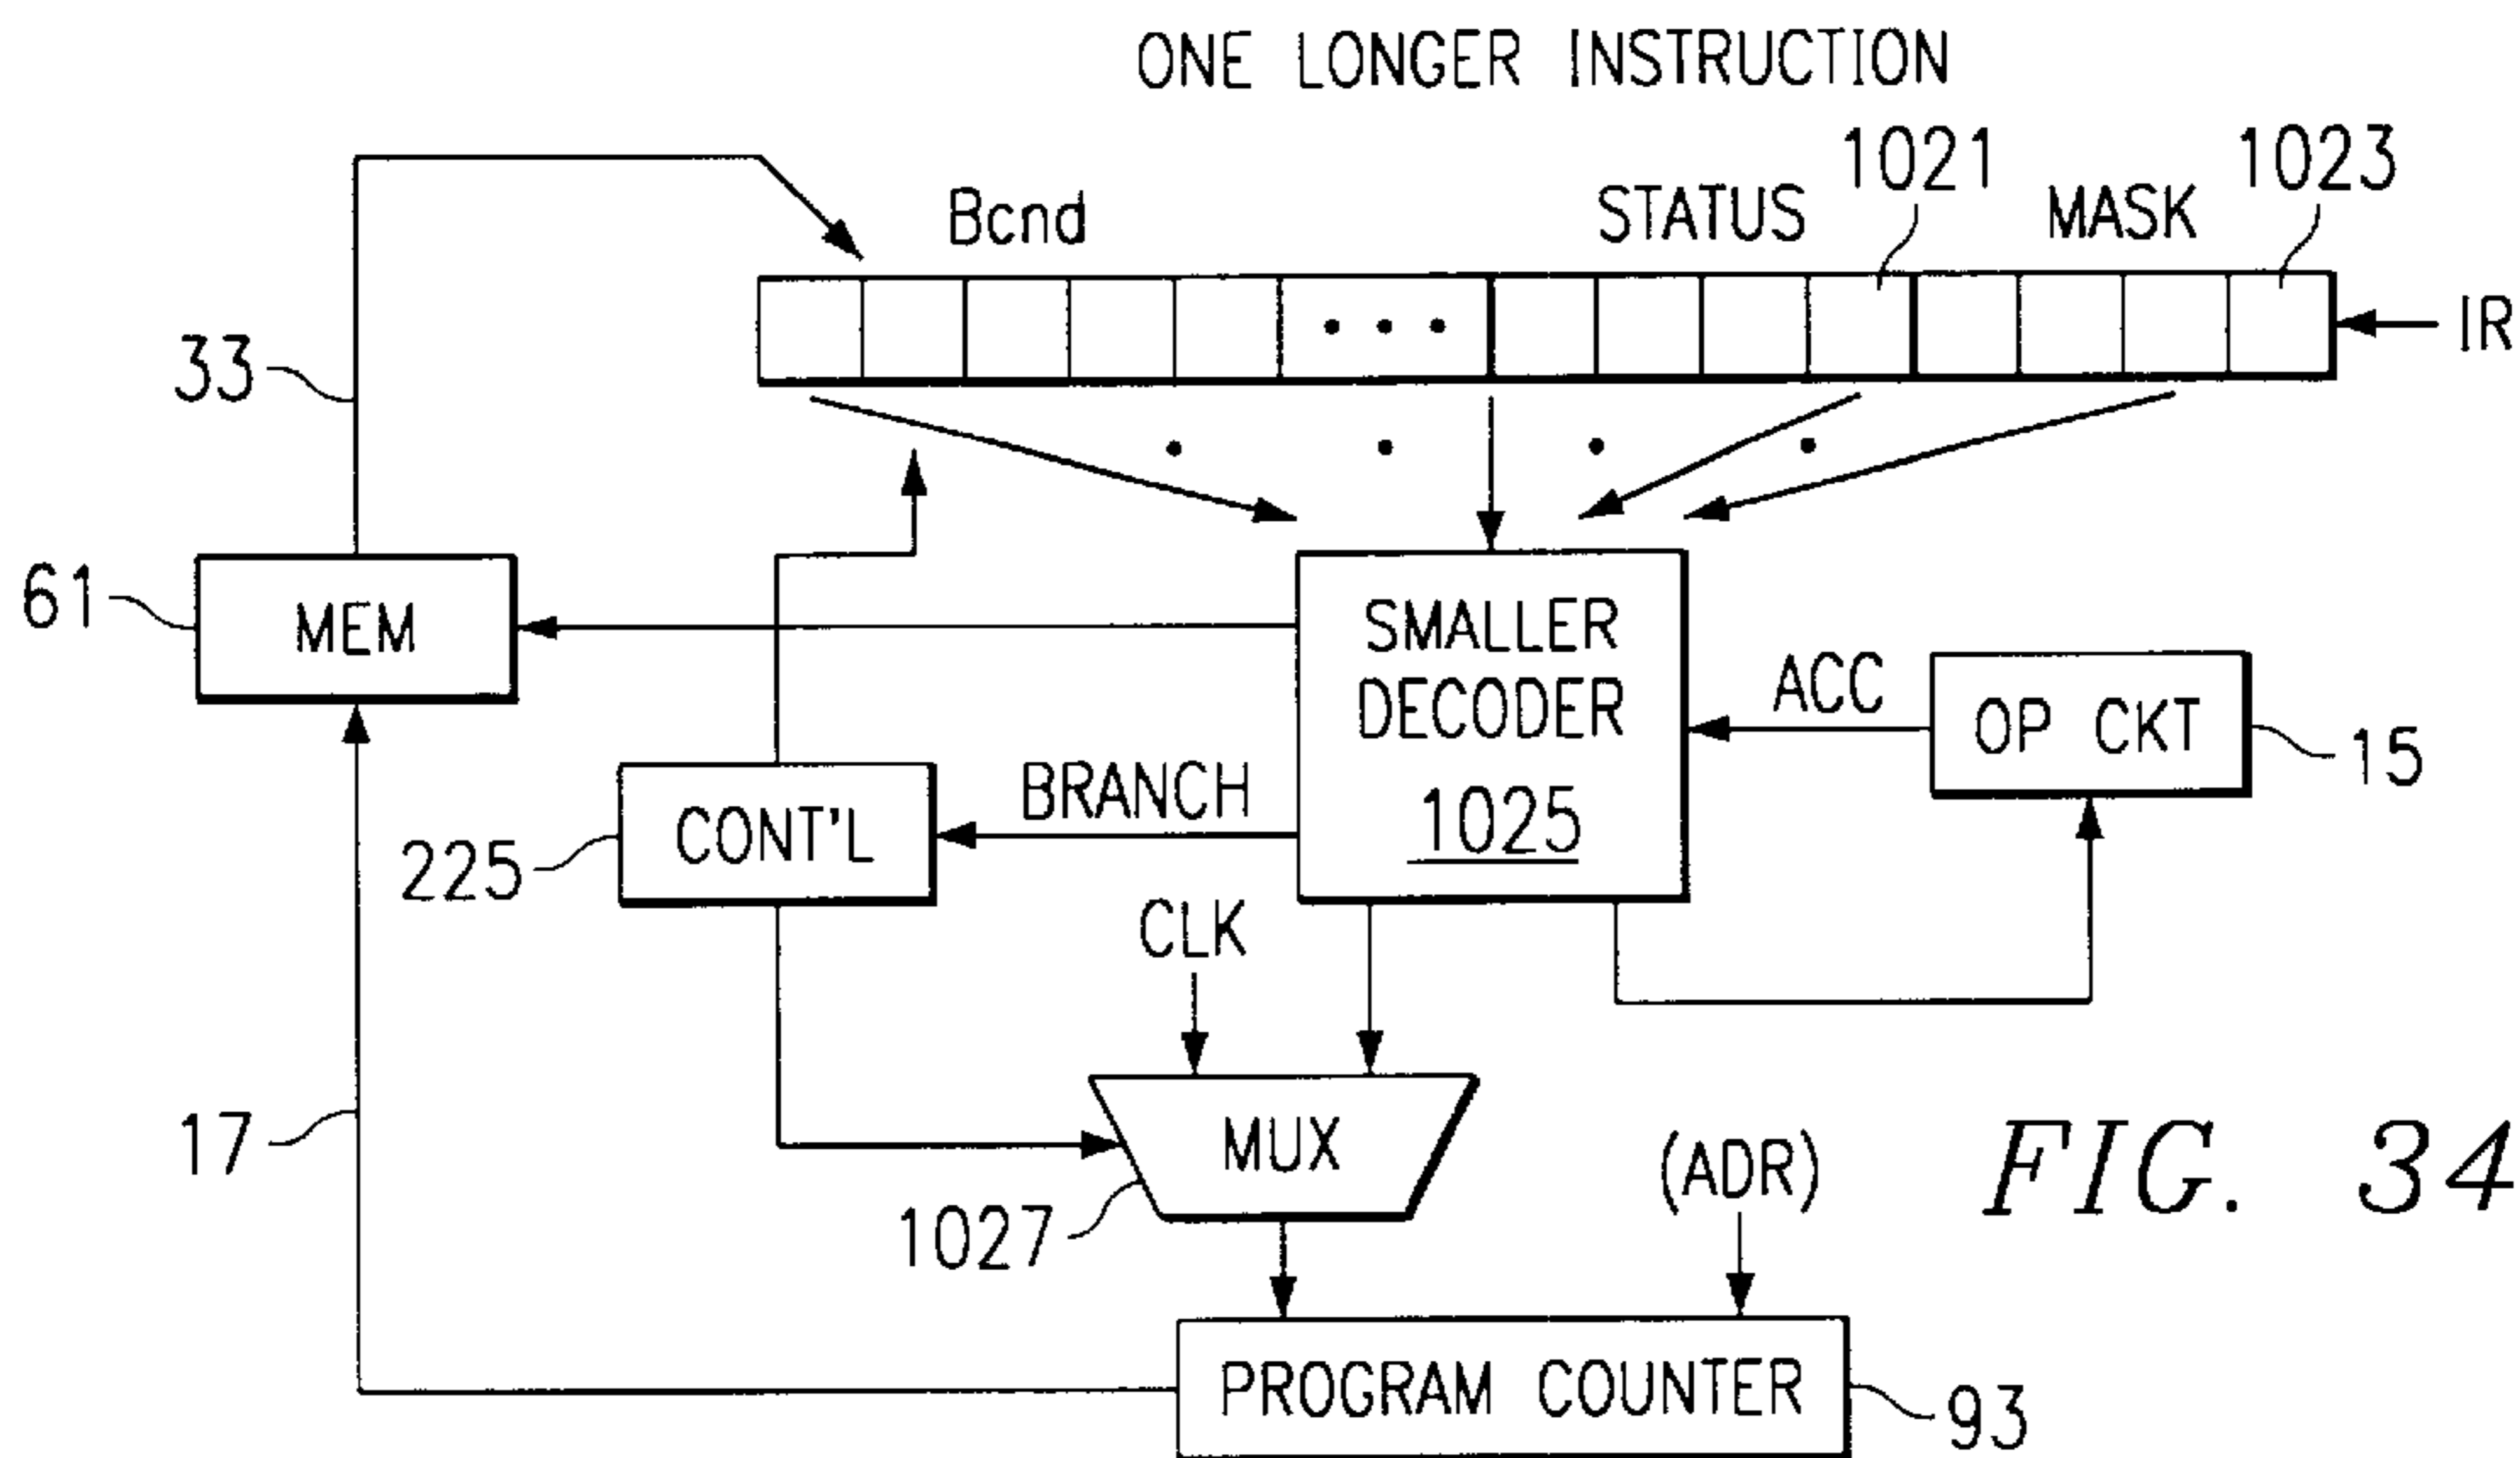 ONE LONGER INSTRUCTION
1021
1023
Bcnd
STATUS
MASK
IR
33
61
MEM
SMALLER
DECODER
1025
ACC
OP CKT
15
BRANCH
CONT'L
225
CLK
17
MUX
1027
(ADR)
FIG. 34
PROGRAM COUNTER
93